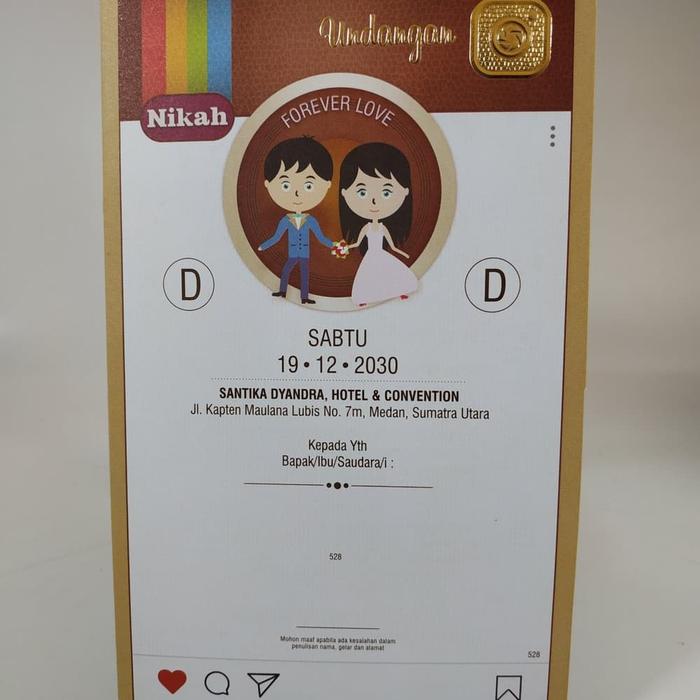 Undangan
Nikah
FOREVER LOVE
D
D
SABTU
19 • 12 • 2030
SANTIKA DYANDRA, HOTEL & CONVENTION
Jl. Kapten Maulana Lubis No. 7m, Medan, Sumatra Utara
Kepada Yth
Bapak/Ibu/Saudara/i :
528
Mohon maaf apabila ada kesalahan dalam
penulisan nama, gelar dan alamat
528